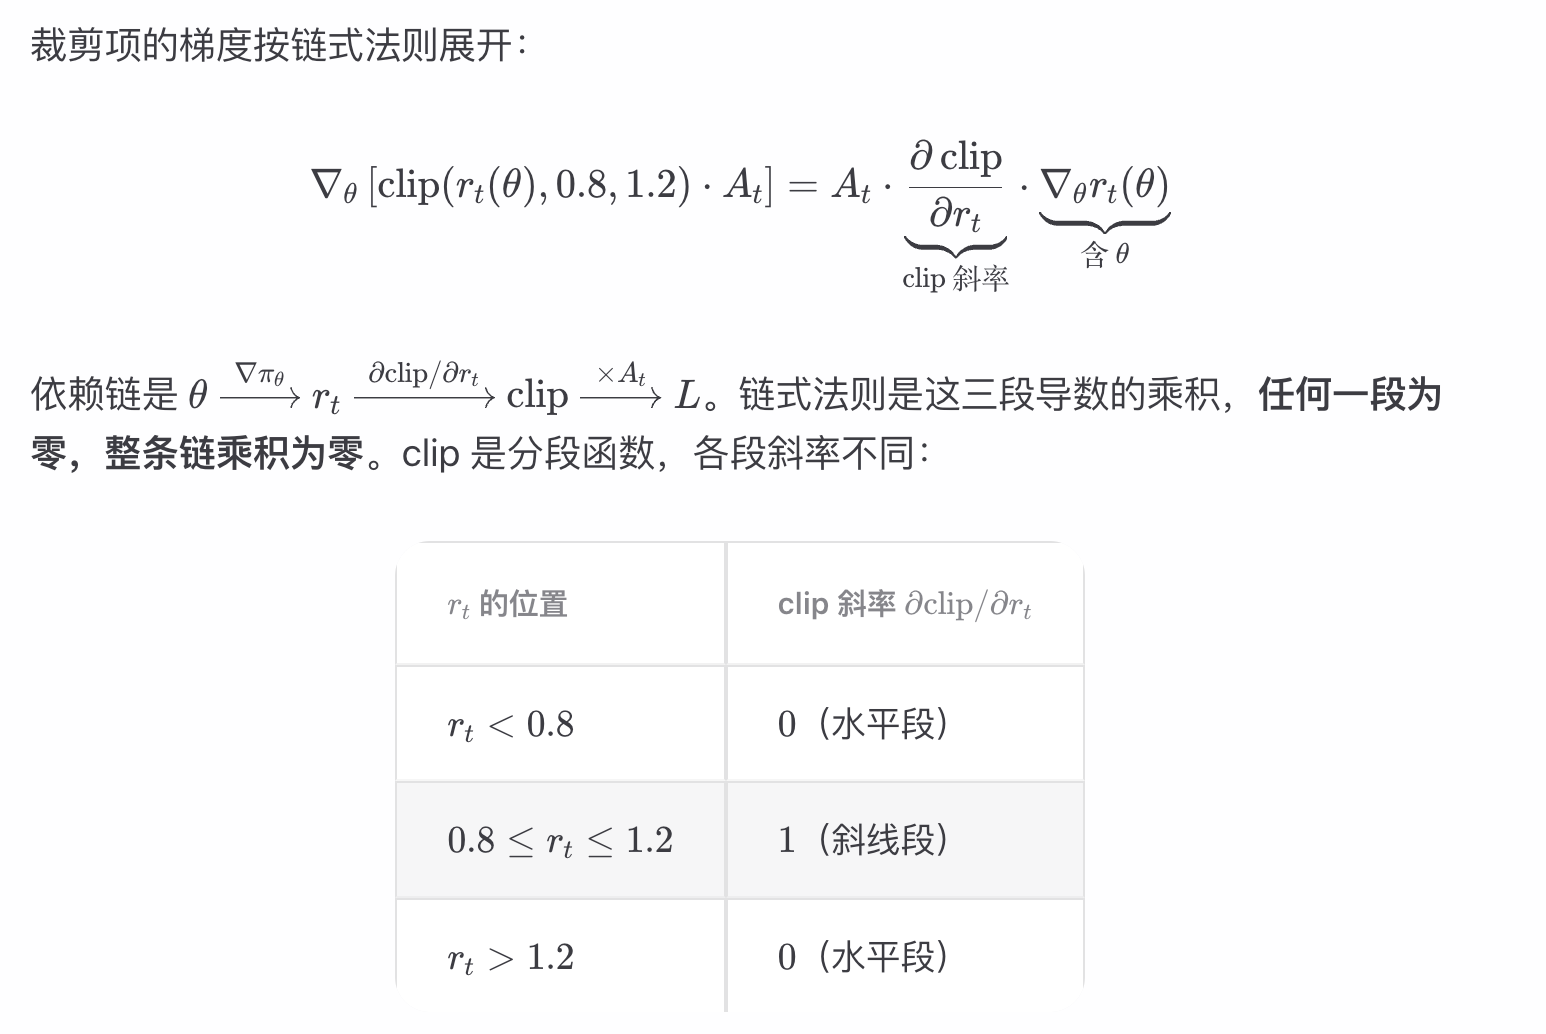 裁剪项的梯度按链式法则展开：
∇θ [clip(rt(θ), 0.8, 1.2) · At] = At · ∂ clip/∂rt · ∇θrt(θ)
clip 斜率
含 θ
依赖链是 θ ∇πθ→ rt ∂clip/∂rt→ clip ×At→ L。链式法则是这三段导数的乘积，任何一段为
零，整条链乘积为零。clip 是分段函数，各段斜率不同：
rt 的位置 clip 斜率 ∂clip/∂rt
rt < 0.8 0（水平段）
0.8 ≤ rt ≤ 1.2 1（斜线段）
rt > 1.2 0（水平段）